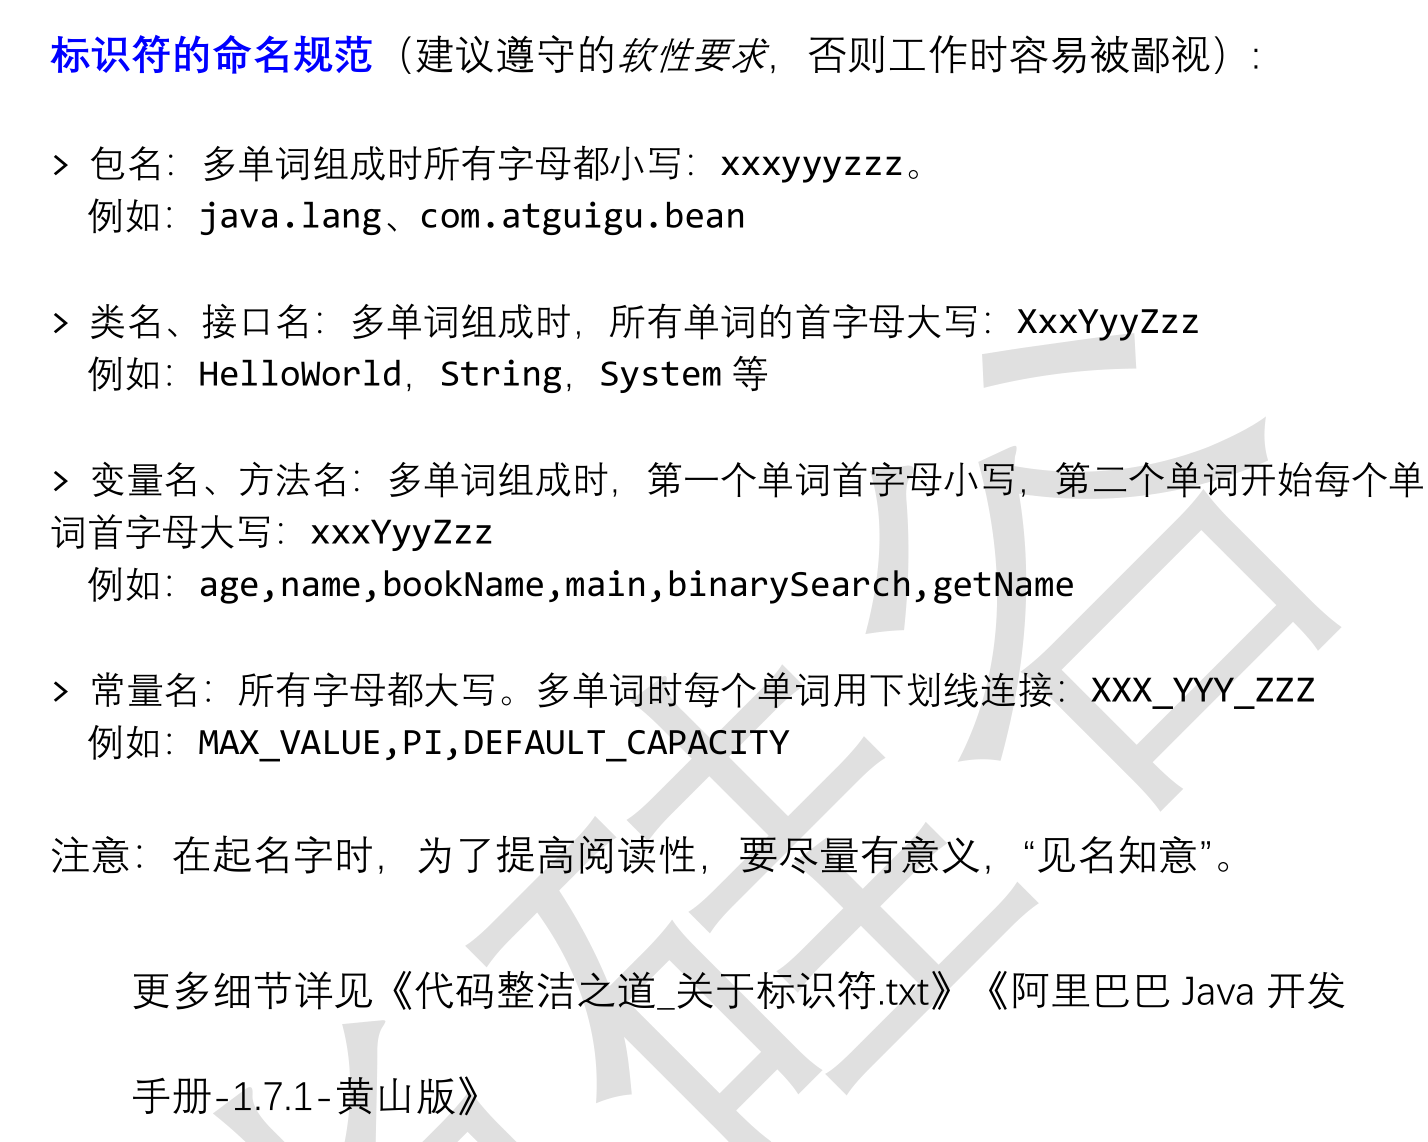 标识符的命名规范（建议遵守的软性要求，否则工作时容易被鄙视）:
> 包名：多单词组成时所有字母都小写：xxxyyyzzz。
例如：java.lang、com.atguigu.bean
> 类名、接口名：多单词组成时，所有单词的首字母大写：XxxYyyZzz
例如：HelloWorld，String，System 等
> 变量名、方法名：多单词组成时，第一个单词首字母小写，第二个单词开始每个单
词首字母大写：xxxYyyZzz
例如：age,name,bookName,main,binarySearch,getName
> 常量名：所有字母都大写。多单词时每个单词用下划线连接：XXX_YYY_ZZZ
例如：MAX_VALUE,PI,DEFAULT_CAPACITY
注意：在起名字时，为了提高阅读性，要尽量有意义，“见名知意”。
更多细节详见《代码整洁之道_关于标识符.txt》《阿里巴巴 Java 开发
手册-1.7.1-黄山版》
尚硅谷